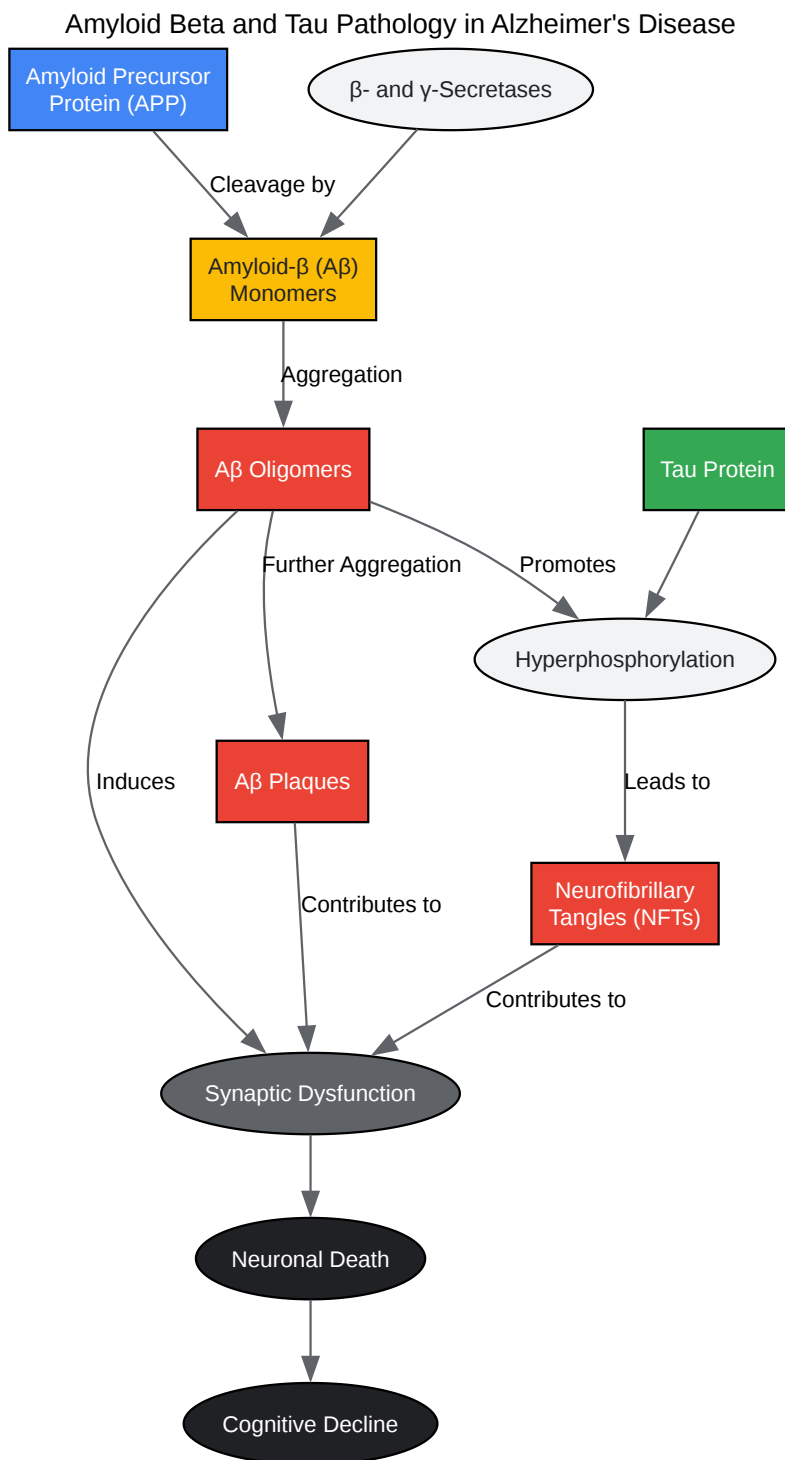 Amyloid Beta and Tau Pathology in Alzheimer's Disease
Amyloid Precursor
Protein (APP)
β- and γ-Secretases
Cleavage by
Amyloid-β (Aβ)
Monomers
Aggregation
Aβ Oligomers
Tau Protein
Further Aggregation
Promotes
Hyperphosphorylation
Induces
Aβ Plaques
Leads to
Contributes to
Neurofibrillary
Tangles (NFTs)
Contributes to
Synaptic Dysfunction
Neuronal Death
Cognitive Decline